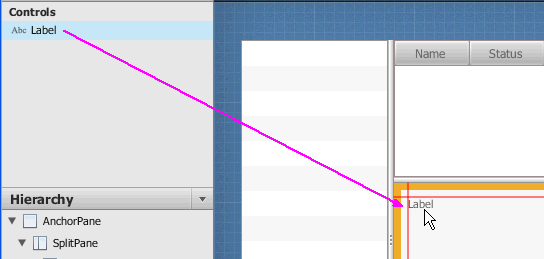 Controls
Abc Label
Name Status
Label
Hierarchy
AnchorPane
SplitPane